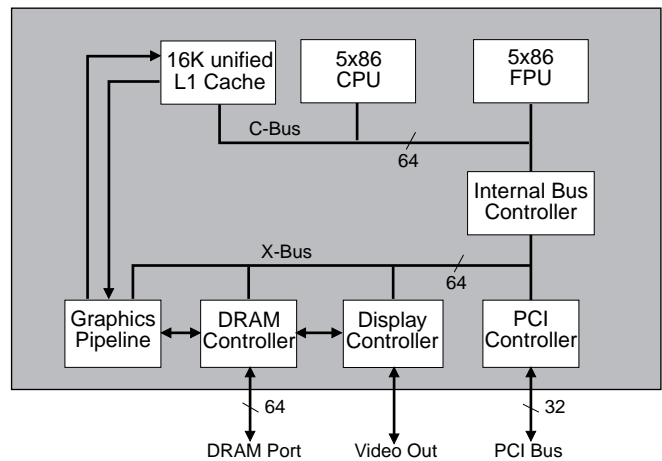 16K unified
L1 Cache
5x86
CPU
5x86
FPU
C-Bus
64
Internal Bus
Controller
X-Bus
64
Graphics
Pipeline
DRAM
Controller
Display
Controller
PCI
Controller
64
32
DRAM Port
Video Out
PCI Bus